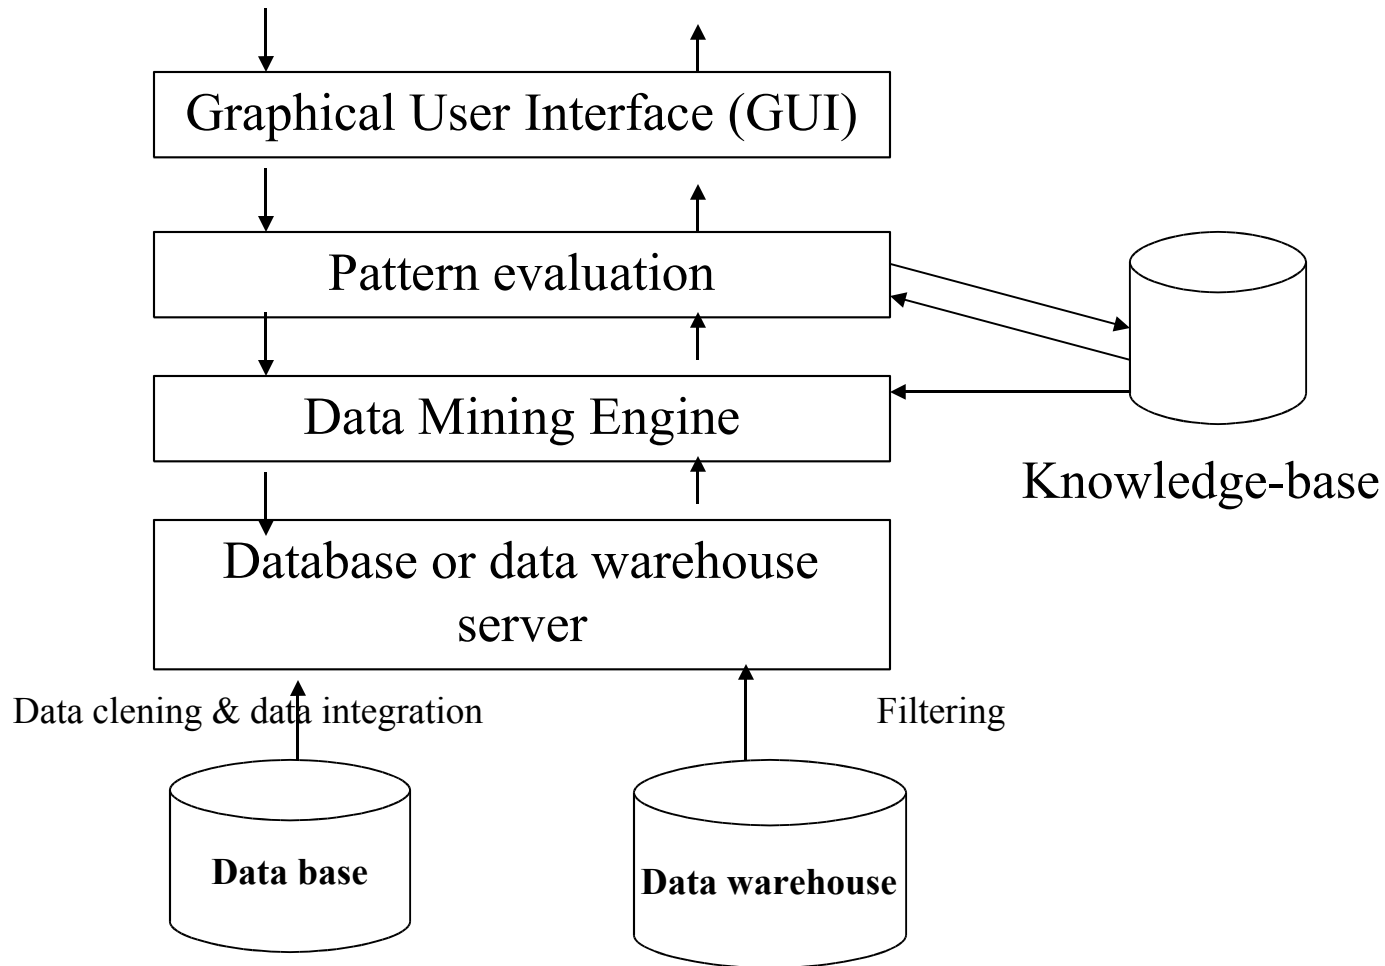 Graphical User Interface (GUI)
Pattern evaluation
Data Mining Engine
Knowledge-base
Database or data warehouse
server
Data clening & data integration
Filtering
Data base
Data warehouse